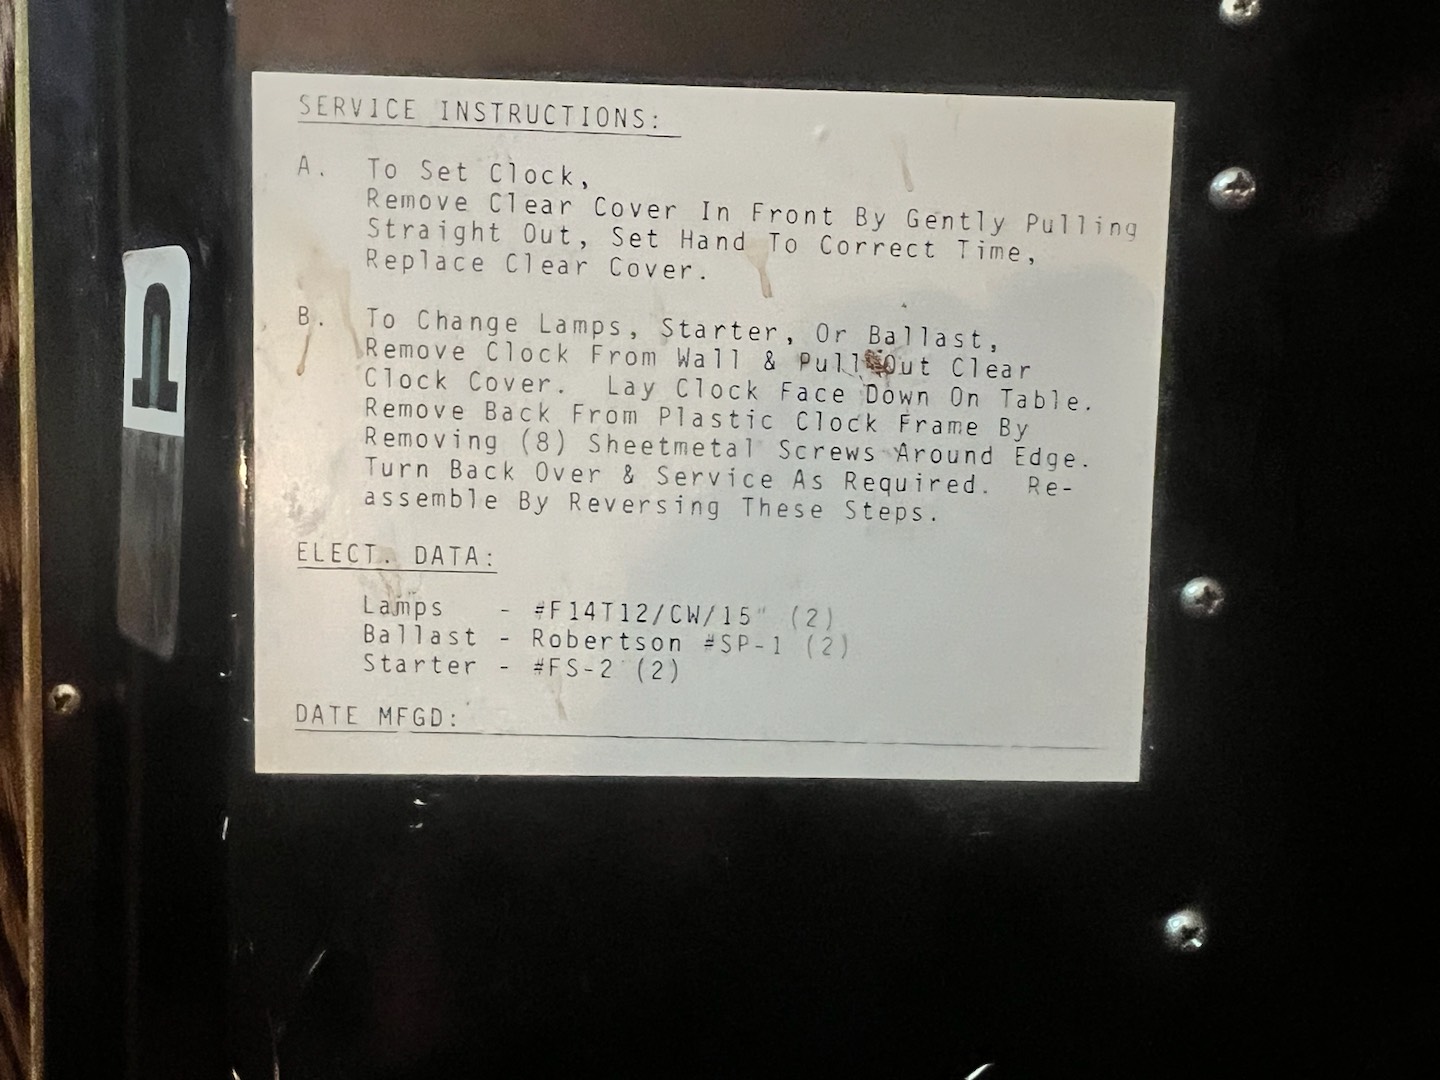 SERVICE INSTRUCTIONS:
A. To Set Clock,
Remove Clear Cover In Front By Gently Pulling
Straight Out, Set Hand To Correct Time,
Replace Clear Cover.
B. To Change Lamps, Starter, Or Ballast,
Remove Clock From Wall & Pull Out Clear
Clock Cover. Lay Clock Face Down On Table.
Remove Back From Plastic Clock Frame By
Removing (8) Sheetmetal Screws Around Edge.
Turn Back Over & Service As Required. Re-
assemble By Reversing These Steps.
ELECT. DATA:
Lamps - #F14T12/CW/15" (2)
Ballast - Robertson #SP-1 (2)
Starter - #FS-2 (2)
DATE MFGD: